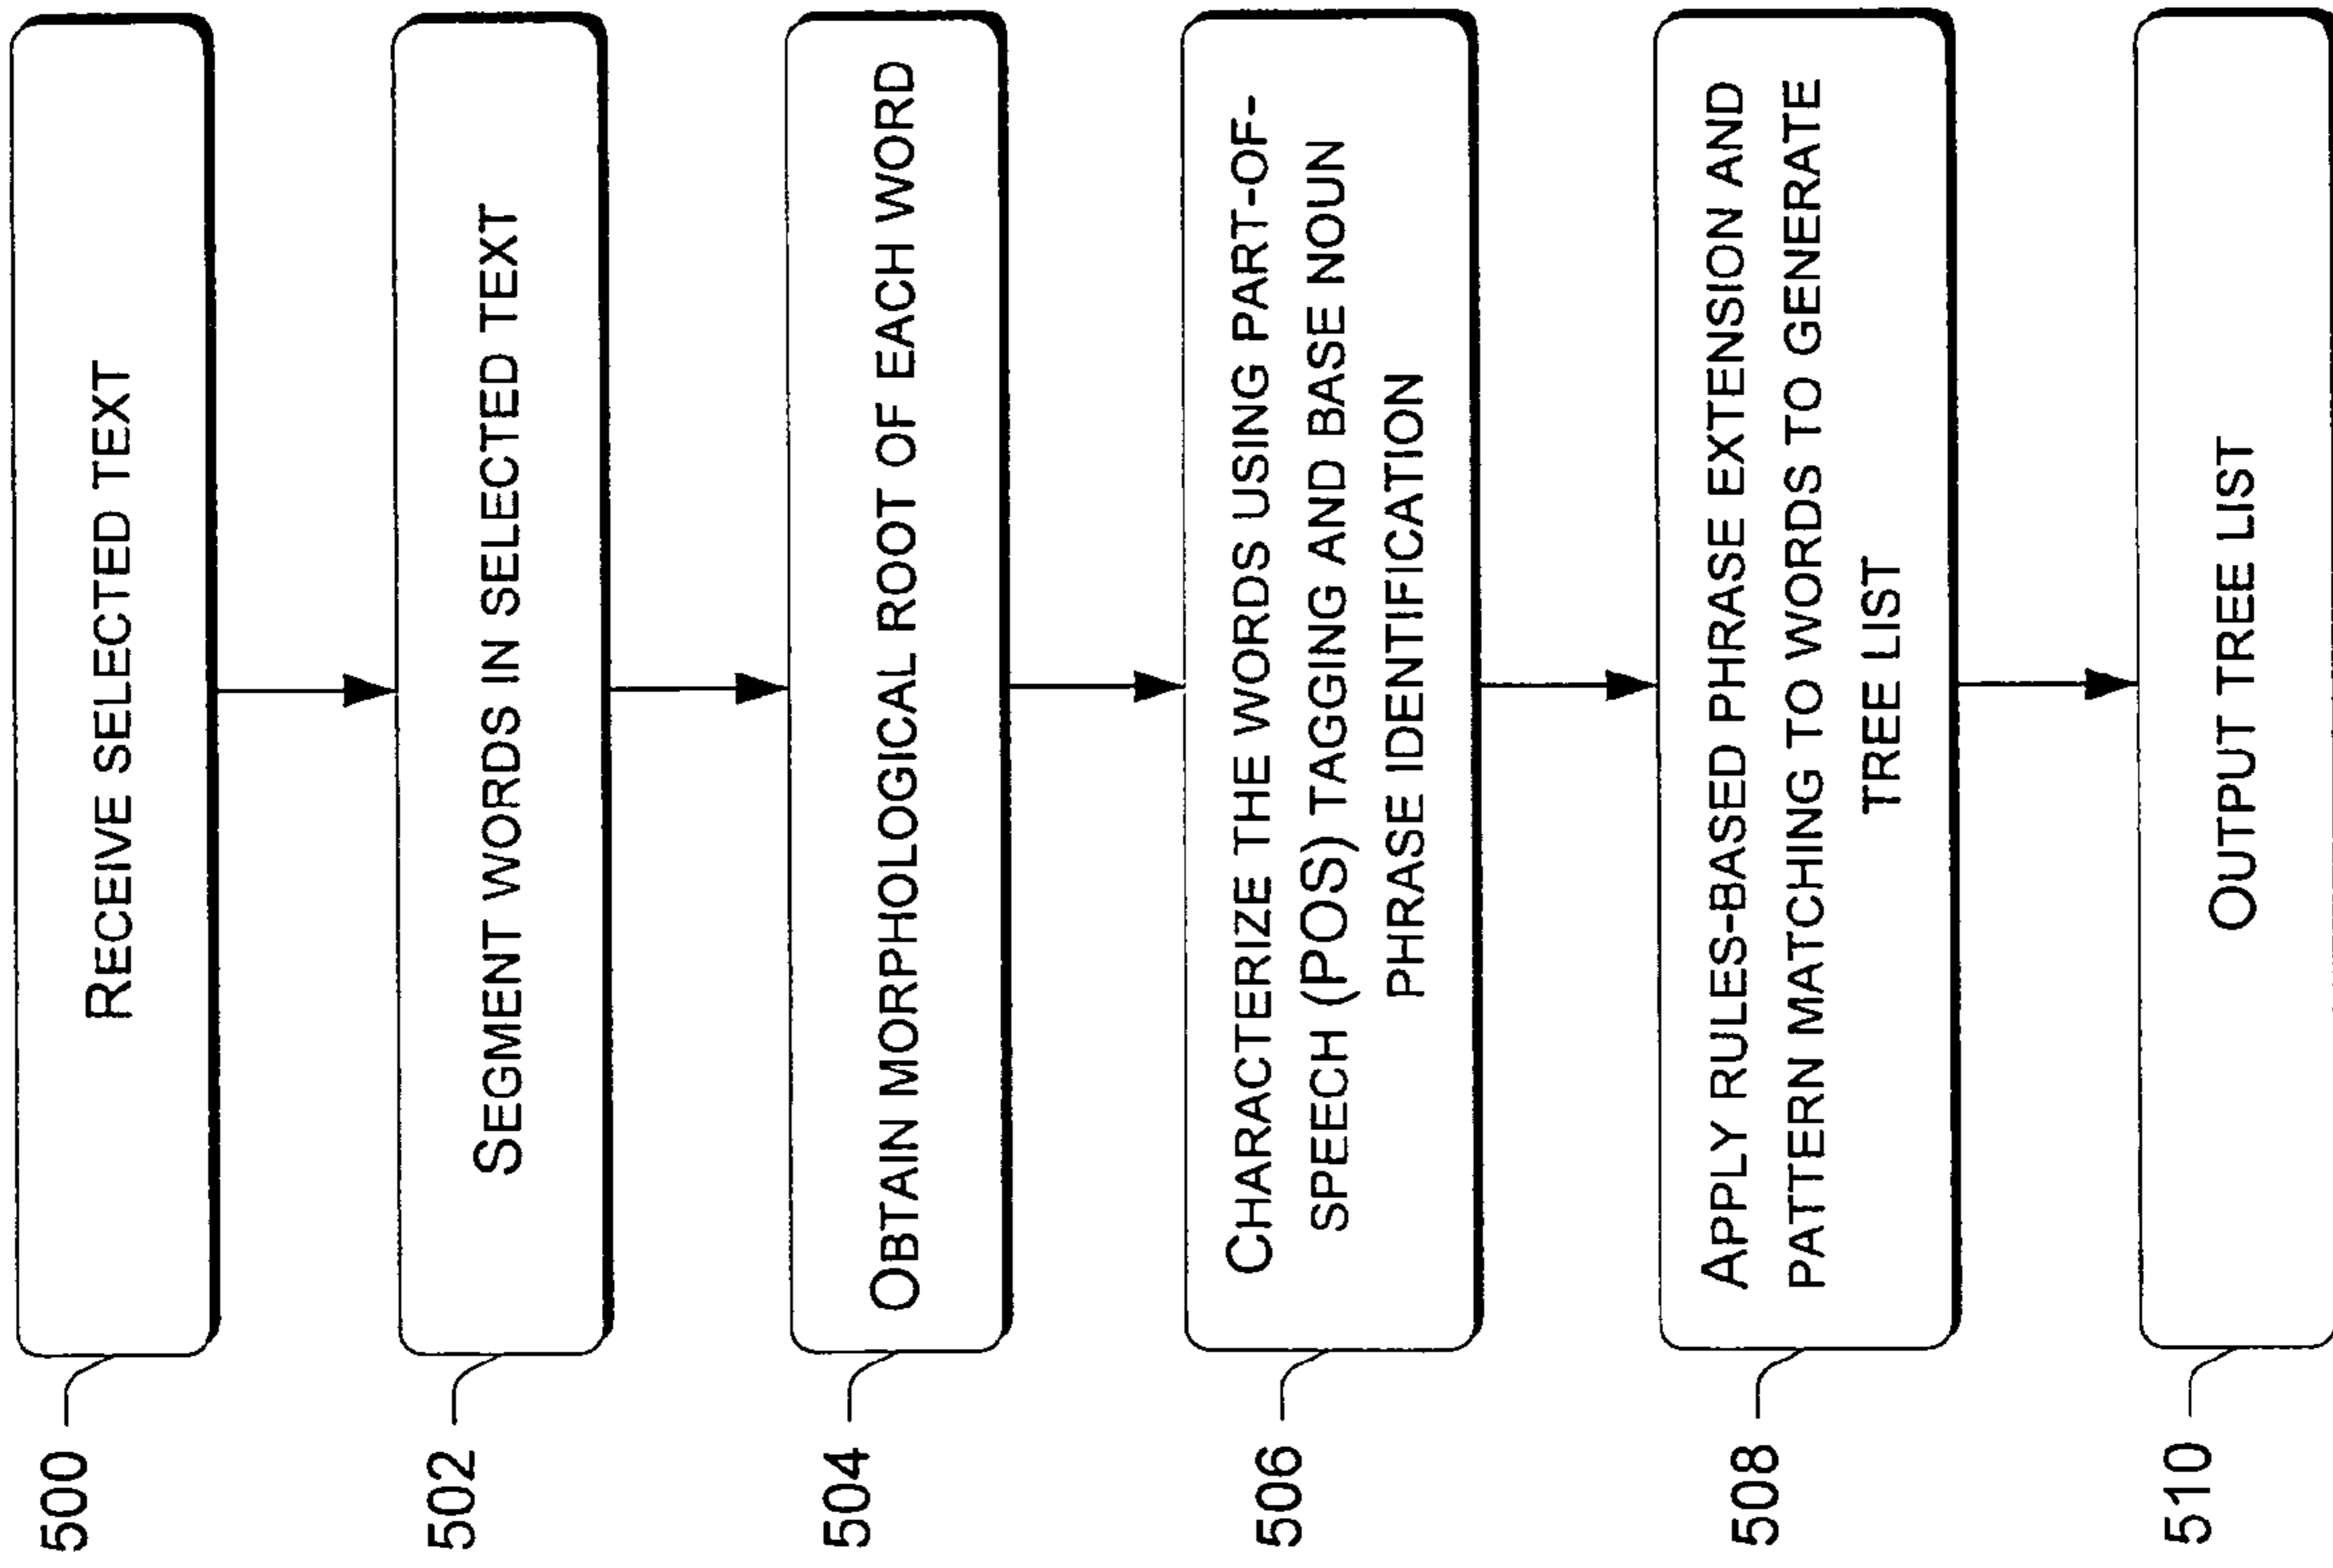 500
RECEIVE SELECTED TEXT
502
SEGMENT WORDS IN SELECTED TEXT
504
OBTAIN MORPHOLOGICAL ROOT OF EACH WORD
506
CHARACTERIZE THE WORDS USING PART-OF-
SPEECH (POS) TAGGING AND BASE NOUN
PHRASE IDENTIFICATION
508
APPLY RULES-BASED PHRASE EXTENSION AND
PATTERN MATCHING TO WORDS TO GENERATE
TREE LIST
510
OUTPUT TREE LIST